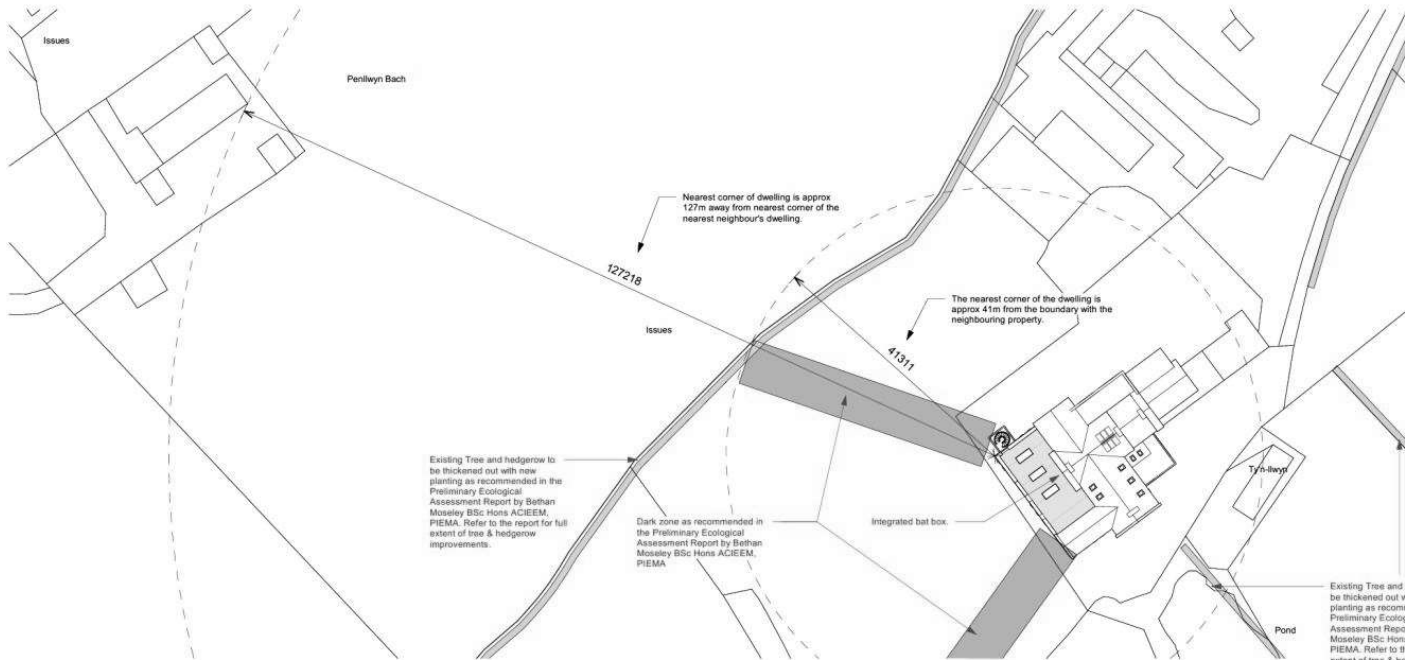 Issues
Penllwyn Bach
Nearest corner of dwelling is approx
127m away from nearest corner of the
nearest neighbour's dwelling.
127218
The nearest corner of the dwelling is
approx 41m from the boundary with the
neighbouring property.
Issues
41311
Existing Tree and hedgerow to
be thickened out with new
planting as recommended in the
Preliminary Ecological
Assessment Report by Bethan
Moseley BSc Hons ACIEEM,
PIEMA. Refer to the report for full
extent of tree & hedgerow
improvements.
Dark zone as recommended in
the Preliminary Ecological
Assessment Report by Bethan
Moseley BSc Hons ACIEEM,
PIEMA
Integrated bat box.
Ty'n-llwyn
Pond
Existing Tree and
be thickened out w
planting as recomm
Preliminary Ecolog
Assessment Repo
Moseley BSc Hons
PIEMA. Refer to th